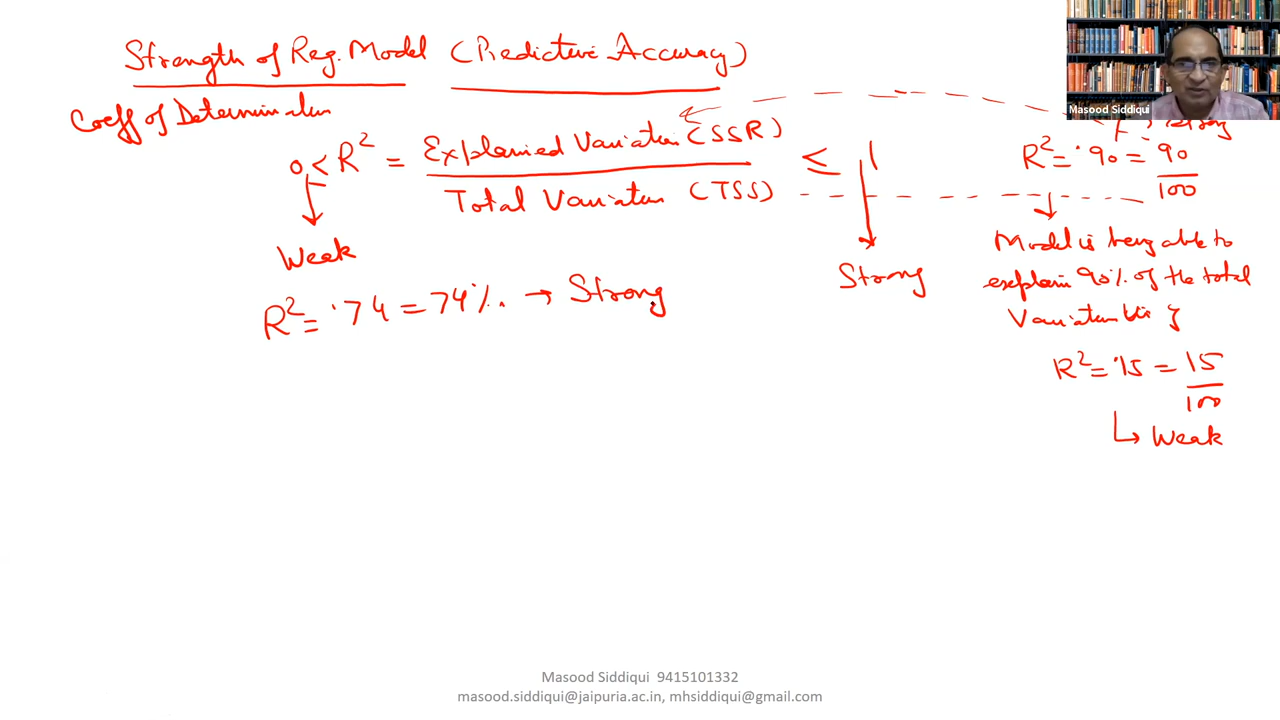 Strength of Reg. Model (Predictive Accuracy)
Coeff of Determination
0 < R² = Explained Variation (SSR) / Total Variation (TSS) < 1
Weak
Strong
R² = .74 = 74% → Strong
Masood Siddiqui
Strong
R² = .90 = 90/100
Model is being able to
explain 90% of the total
Variation
R² = .15 = 15/100
↳ Weak
Masood Siddiqui 9415101332
masood.siddiqui@jaipuria.ac.in, mhsiddiqui@gmail.com